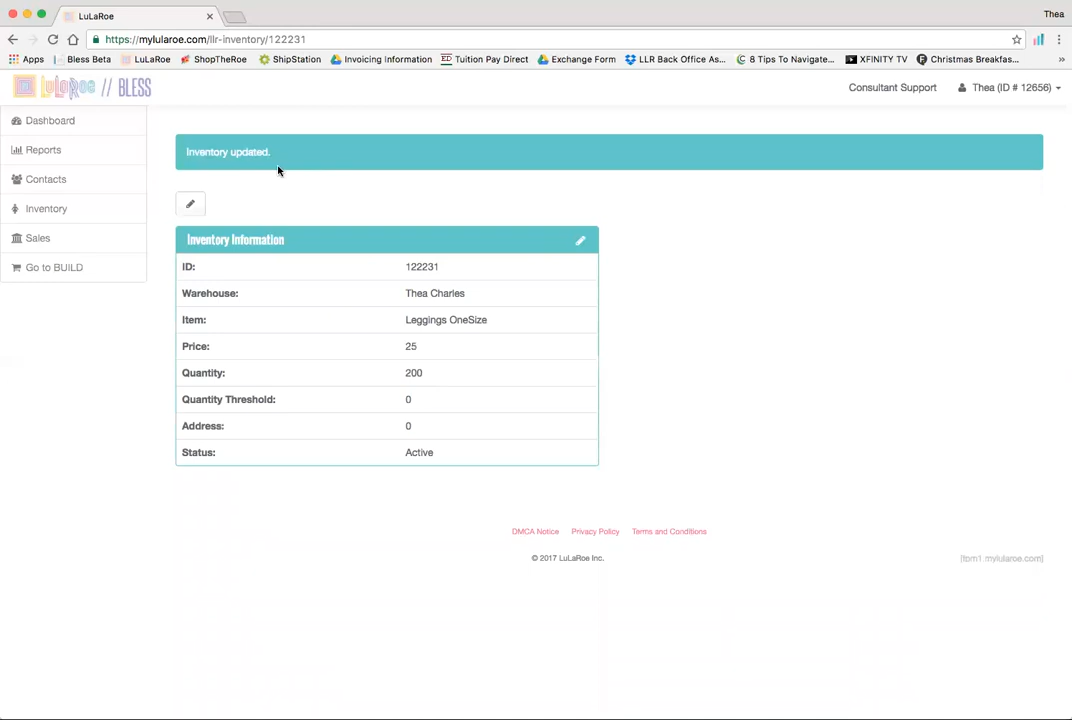 LuLaRoe
Thea
https://mylularoe.com/llr-inventory/122231
Apps Bless Beta LuLaRoe ShopTheRoe ShipStation Invoicing Information Tuition Pay Direct Exchange Form LLR Back Office As... 8 Tips To Navigate... XFINITY TV Christmas Breakfas... »
LuLaRoe // BLESS
Consultant Support Thea (ID # 12656)
Dashboard
Reports
Contacts
Inventory
Sales
Go to BUILD
Inventory updated.
Inventory Information
ID: 122231
Warehouse: Thea Charles
Item: Leggings OneSize
Price: 25
Quantity: 200
Quantity Threshold: 0
Address: 0
Status: Active
DMCA Notice Privacy Policy Terms and Conditions
© 2017 LuLaRoe Inc.